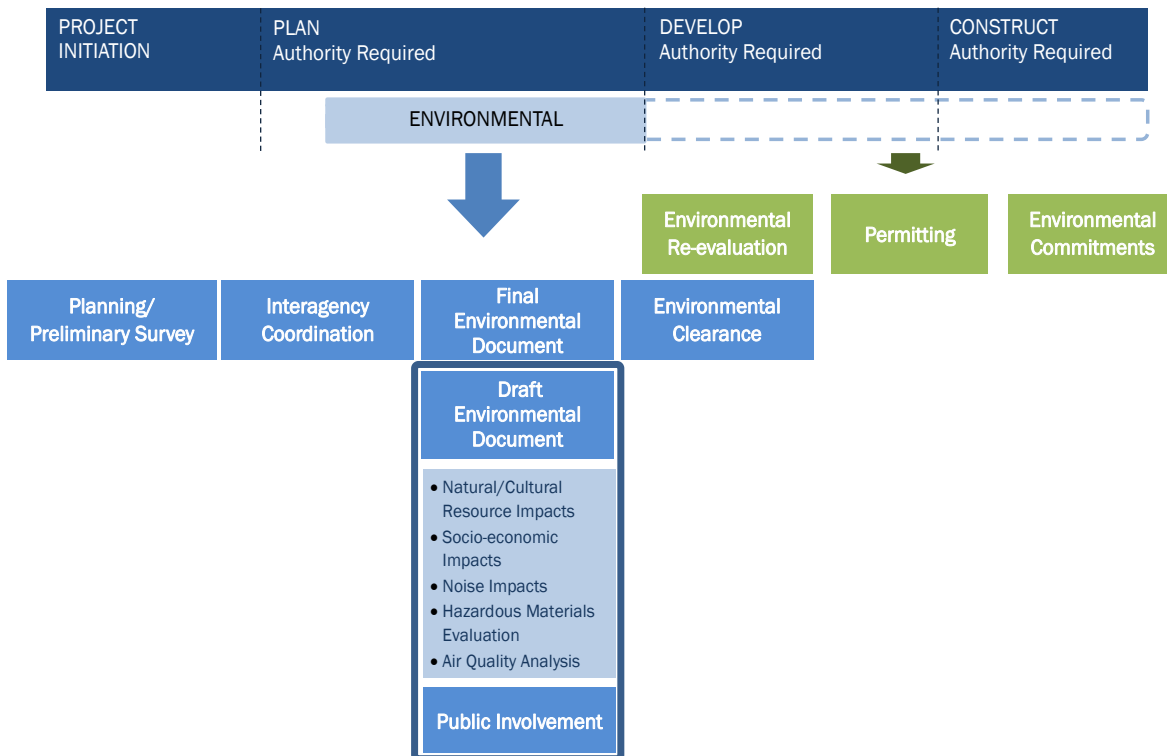 PROJECT
INITIATION
PLAN
Authority Required
DEVELOP
Authority Required
CONSTRUCT
Authority Required
ENVIRONMENTAL
Environmental
Re-evaluation
Permitting
Environmental
Commitments
Planning/
Preliminary Survey
Interagency
Coordination
Final
Environmental
Document
Environmental
Clearance
Draft
Environmental
Document
• Natural/Cultural
Resource Impacts
• Socio-economic
Impacts
• Noise Impacts
• Hazardous Materials
Evaluation
• Air Quality Analysis
Public Involvement